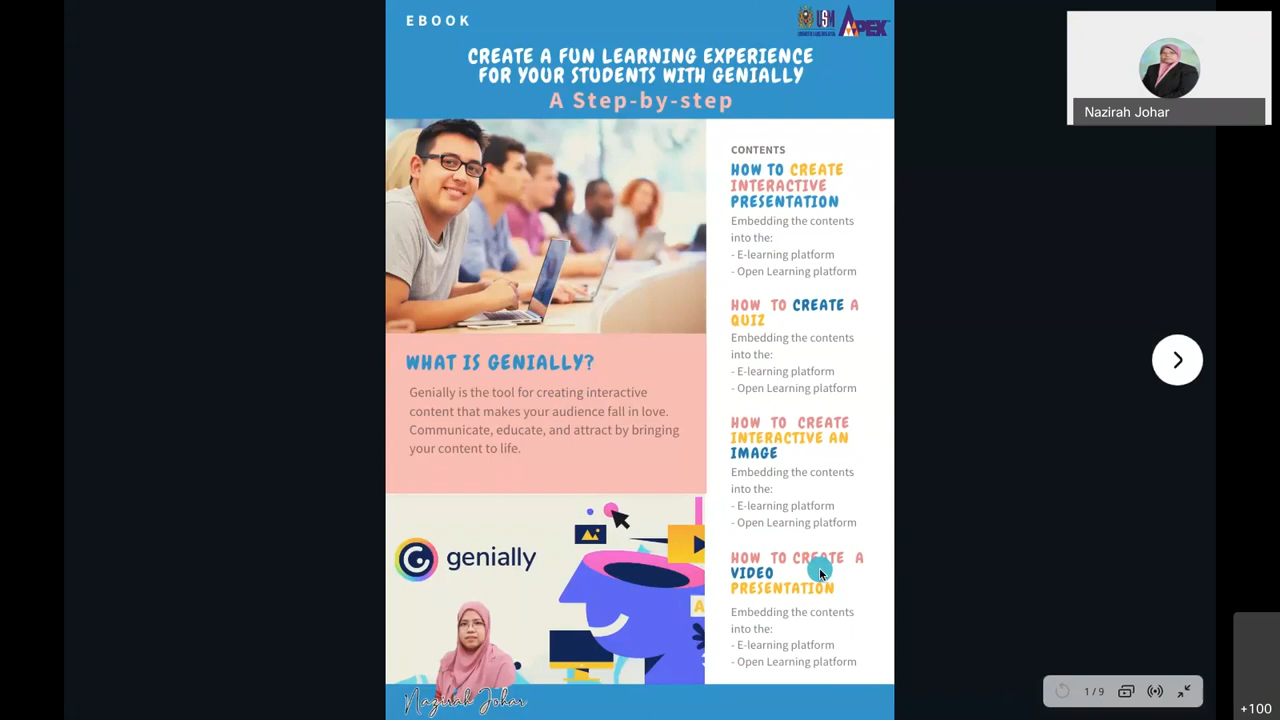 EBOOK
USM
APEX
CREATE A FUN LEARNING EXPERIENCE
FOR YOUR STUDENTS WITH GENIALLY
A Step-by-step
Nazirah Johar
CONTENTS
HOW TO CREATE
INTERACTIVE
PRESENTATION
Embedding the contents
into the:
- E-learning platform
- Open Learning platform
HOW TO CREATE A
QUIZ
Embedding the contents
into the:
- E-learning platform
- Open Learning platform
HOW TO CREATE
INTERACTIVE AN
IMAGE
Embedding the contents
into the:
- E-learning platform
- Open Learning platform
HOW TO CREATE A
VIDEO
PRESENTATION
Embedding the contents
into the:
- E-learning platform
- Open Learning platform
WHAT IS GENIALLY?
Genially is the tool for creating interactive
content that makes your audience fall in love.
Communicate, educate, and attract by bringing
your content to life.
genially
A
Nazirah Johar
1 / 9
+100